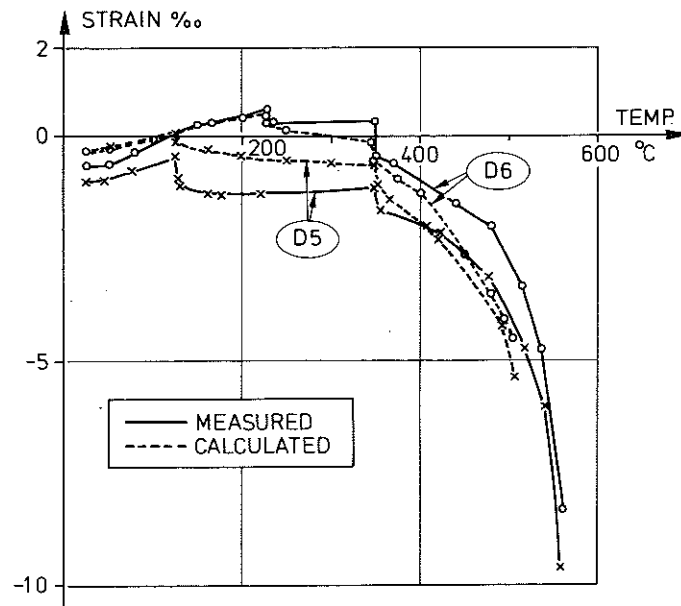 STRAIN ‰
2
0
-5
-10
200
400
600
TEMP.
°C
D6
D5
MEASURED
CALCULATED